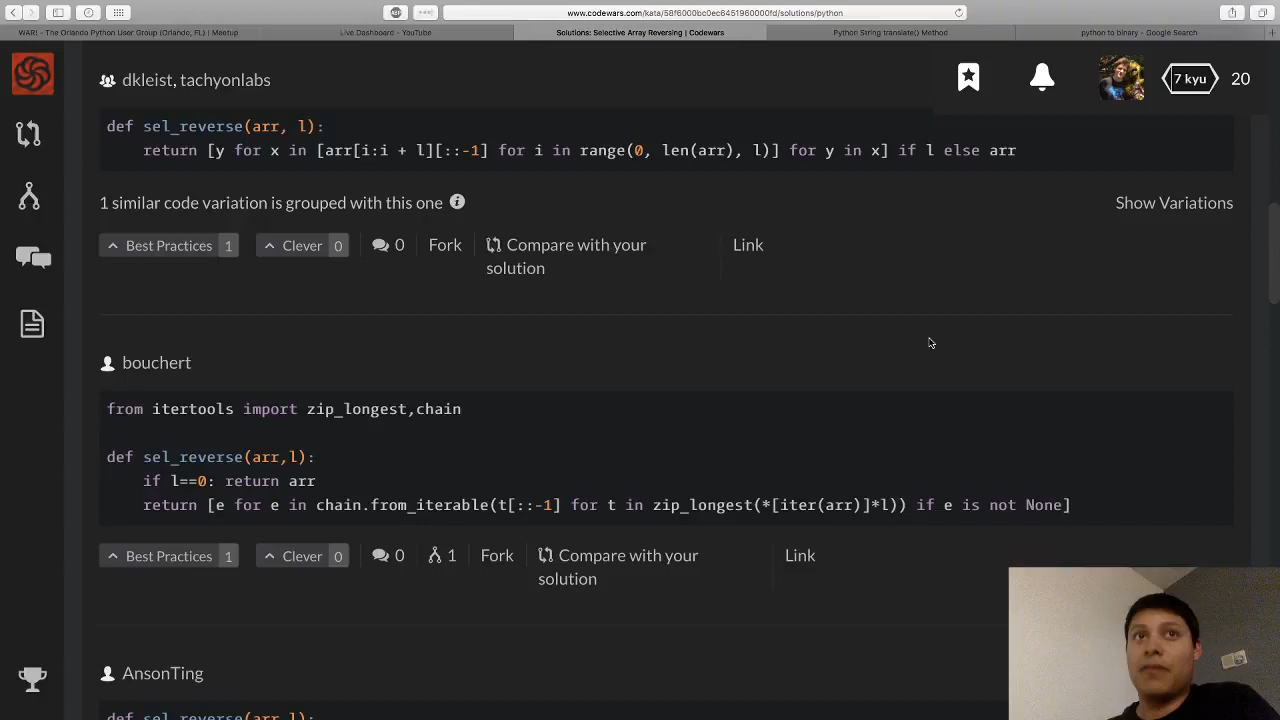 www.codewars.com/kata/58f6000bc0ec6451960000fd/solutions/python
WAR! - The Orlando Python User Group (Orlando, FL) | Meetup
Live Dashboard - YouTube
Solutions: Selective Array Reversing | Codewars
Python String translate() Method
python to binary - Google Search
7 kyu 20
dkleist, tachyonlabs
def sel_reverse(arr, l):
return [y for x in [arr[i:i + l][::-1] for i in range(0, len(arr), l)] for y in x] if l else arr
1 similar code variation is grouped with this one
Show Variations
Best Practices 1 Clever 0 0 Fork Compare with your Link
solution
bouchert
from itertools import zip_longest,chain
def sel_reverse(arr,l):
if l==0: return arr
return [e for e in chain.from_iterable(t[::-1] for t in zip_longest(*[iter(arr)]*l)) if e is not None]
Best Practices 1 Clever 0 0 1 Fork Compare with your Link
solution
AnsonTing
def sel_reverse(arr,l):